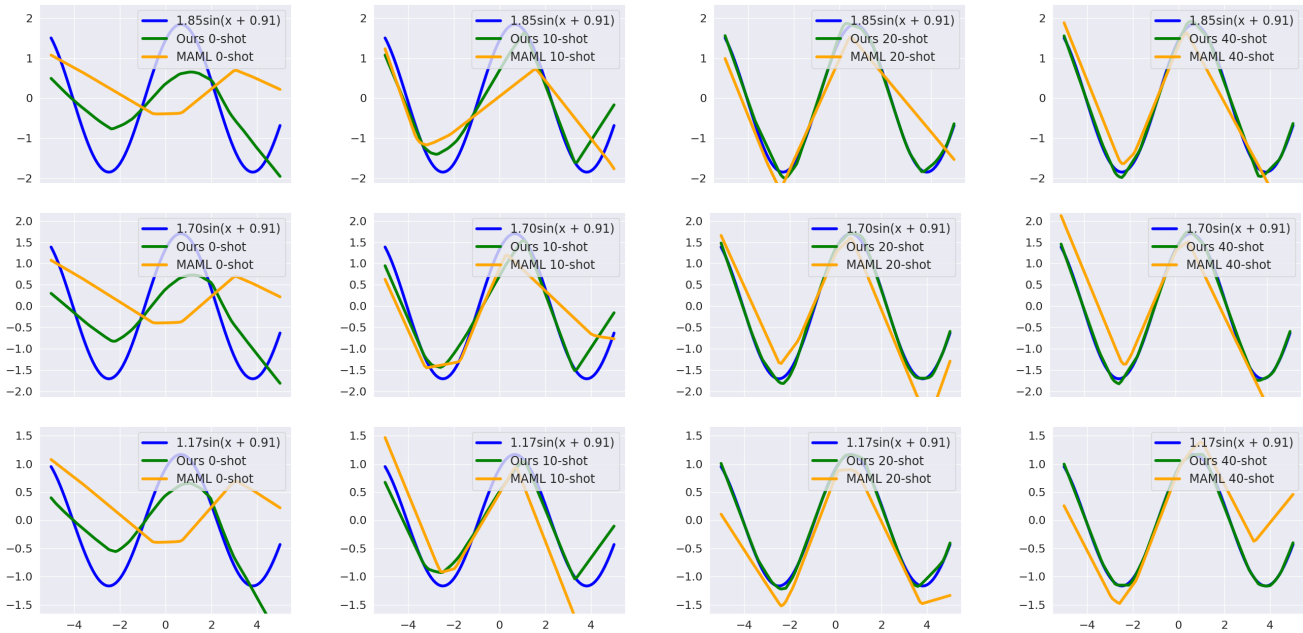 1.85sin(x + 0.91)
Ours 0-shot
MAML 0-shot
2
1
0
−1
−2
1.85sin(x + 0.91)
Ours 10-shot
MAML 10-shot
2
1
0
−1
−2
1.85sin(x + 0.91)
Ours 20-shot
MAML 20-shot
2
1
0
−1
−2
1.85sin(x + 0.91)
Ours 40-shot
MAML 40-shot
2
1
0
−1
−2
1.70sin(x + 0.91)
Ours 0-shot
MAML 0-shot
2.0
1.5
1.0
0.5
0.0
−0.5
−1.0
−1.5
−2.0
1.70sin(x + 0.91)
Ours 10-shot
MAML 10-shot
2.0
1.5
1.0
0.5
0.0
−0.5
−1.0
−1.5
−2.0
1.70sin(x + 0.91)
Ours 20-shot
MAML 20-shot
2.0
1.5
1.0
0.5
0.0
−0.5
−1.0
−1.5
−2.0
1.70sin(x + 0.91)
Ours 40-shot
MAML 40-shot
2.0
1.5
1.0
0.5
0.0
−0.5
−1.0
−1.5
−2.0
1.17sin(x + 0.91)
Ours 0-shot
MAML 0-shot
1.5
1.0
0.5
0.0
−0.5
−1.0
−1.5
−4 −2 0 2 4
1.17sin(x + 0.91)
Ours 10-shot
MAML 10-shot
1.5
1.0
0.5
0.0
−0.5
−1.0
−1.5
−4 −2 0 2 4
1.17sin(x + 0.91)
Ours 20-shot
MAML 20-shot
1.5
1.0
0.5
0.0
−0.5
−1.0
−1.5
−4 −2 0 2 4
1.17sin(x + 0.91)
Ours 40-shot
MAML 40-shot
1.5
1.0
0.5
0.0
−0.5
−1.0
−1.5
−4 −2 0 2 4